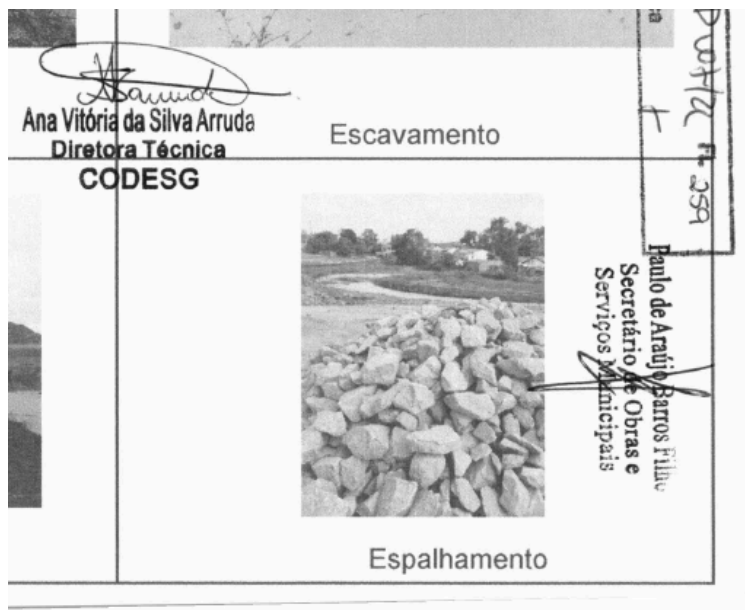 Ana Vitória da Silva Arruda
Diretora Técnica
CODESG
Escavamento
Fl. 259
Paulo de Araújo Barros Filho
Secretário de Obras e
Serviços Municipais
Espalhamento